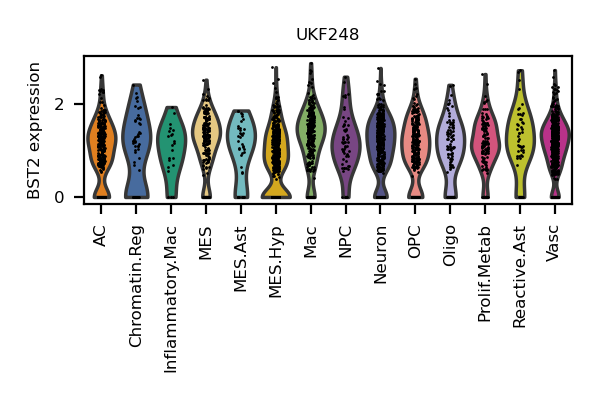 UKF248
BST2 expression
2
0
AC
Chromatin.Reg
Inflammatory.Mac
MES
MES.Ast
MES.Hyp
Mac
NPC
Neuron
OPC
Oligo
Prolif.Metab
Reactive.Ast
Vasc